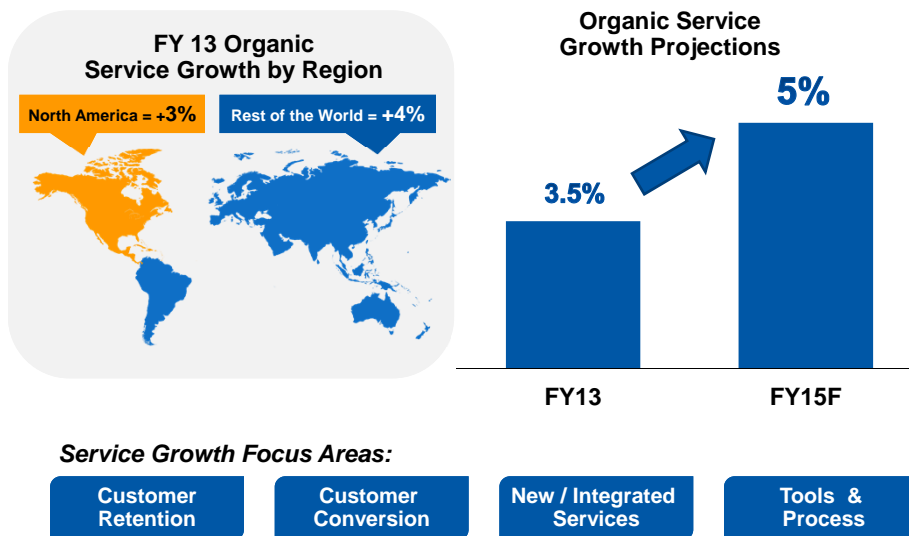 FY 13 Organic
Service Growth by Region
North America = +3%
Rest of the World = +4%
Organic Service
Growth Projections
5%
3.5%
FY13
FY15F
Service Growth Focus Areas:
Customer
Retention
Customer
Conversion
New / Integrated
Services
Tools &
Process